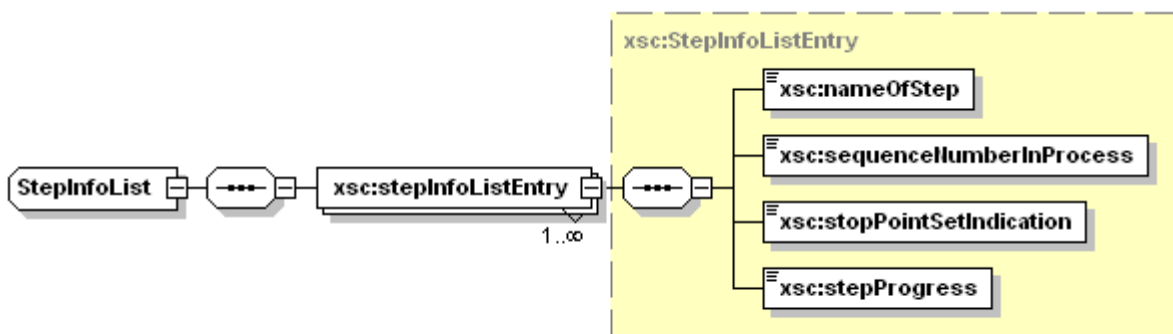 xsc:StepInfoListEntry
xsc:nameOfStep
xsc:sequenceNumberInProcess
StepInfoList
xsc:stepInfoListEntry
1..∞
xsc:stopPointSetIndication
xsc:stepProgress